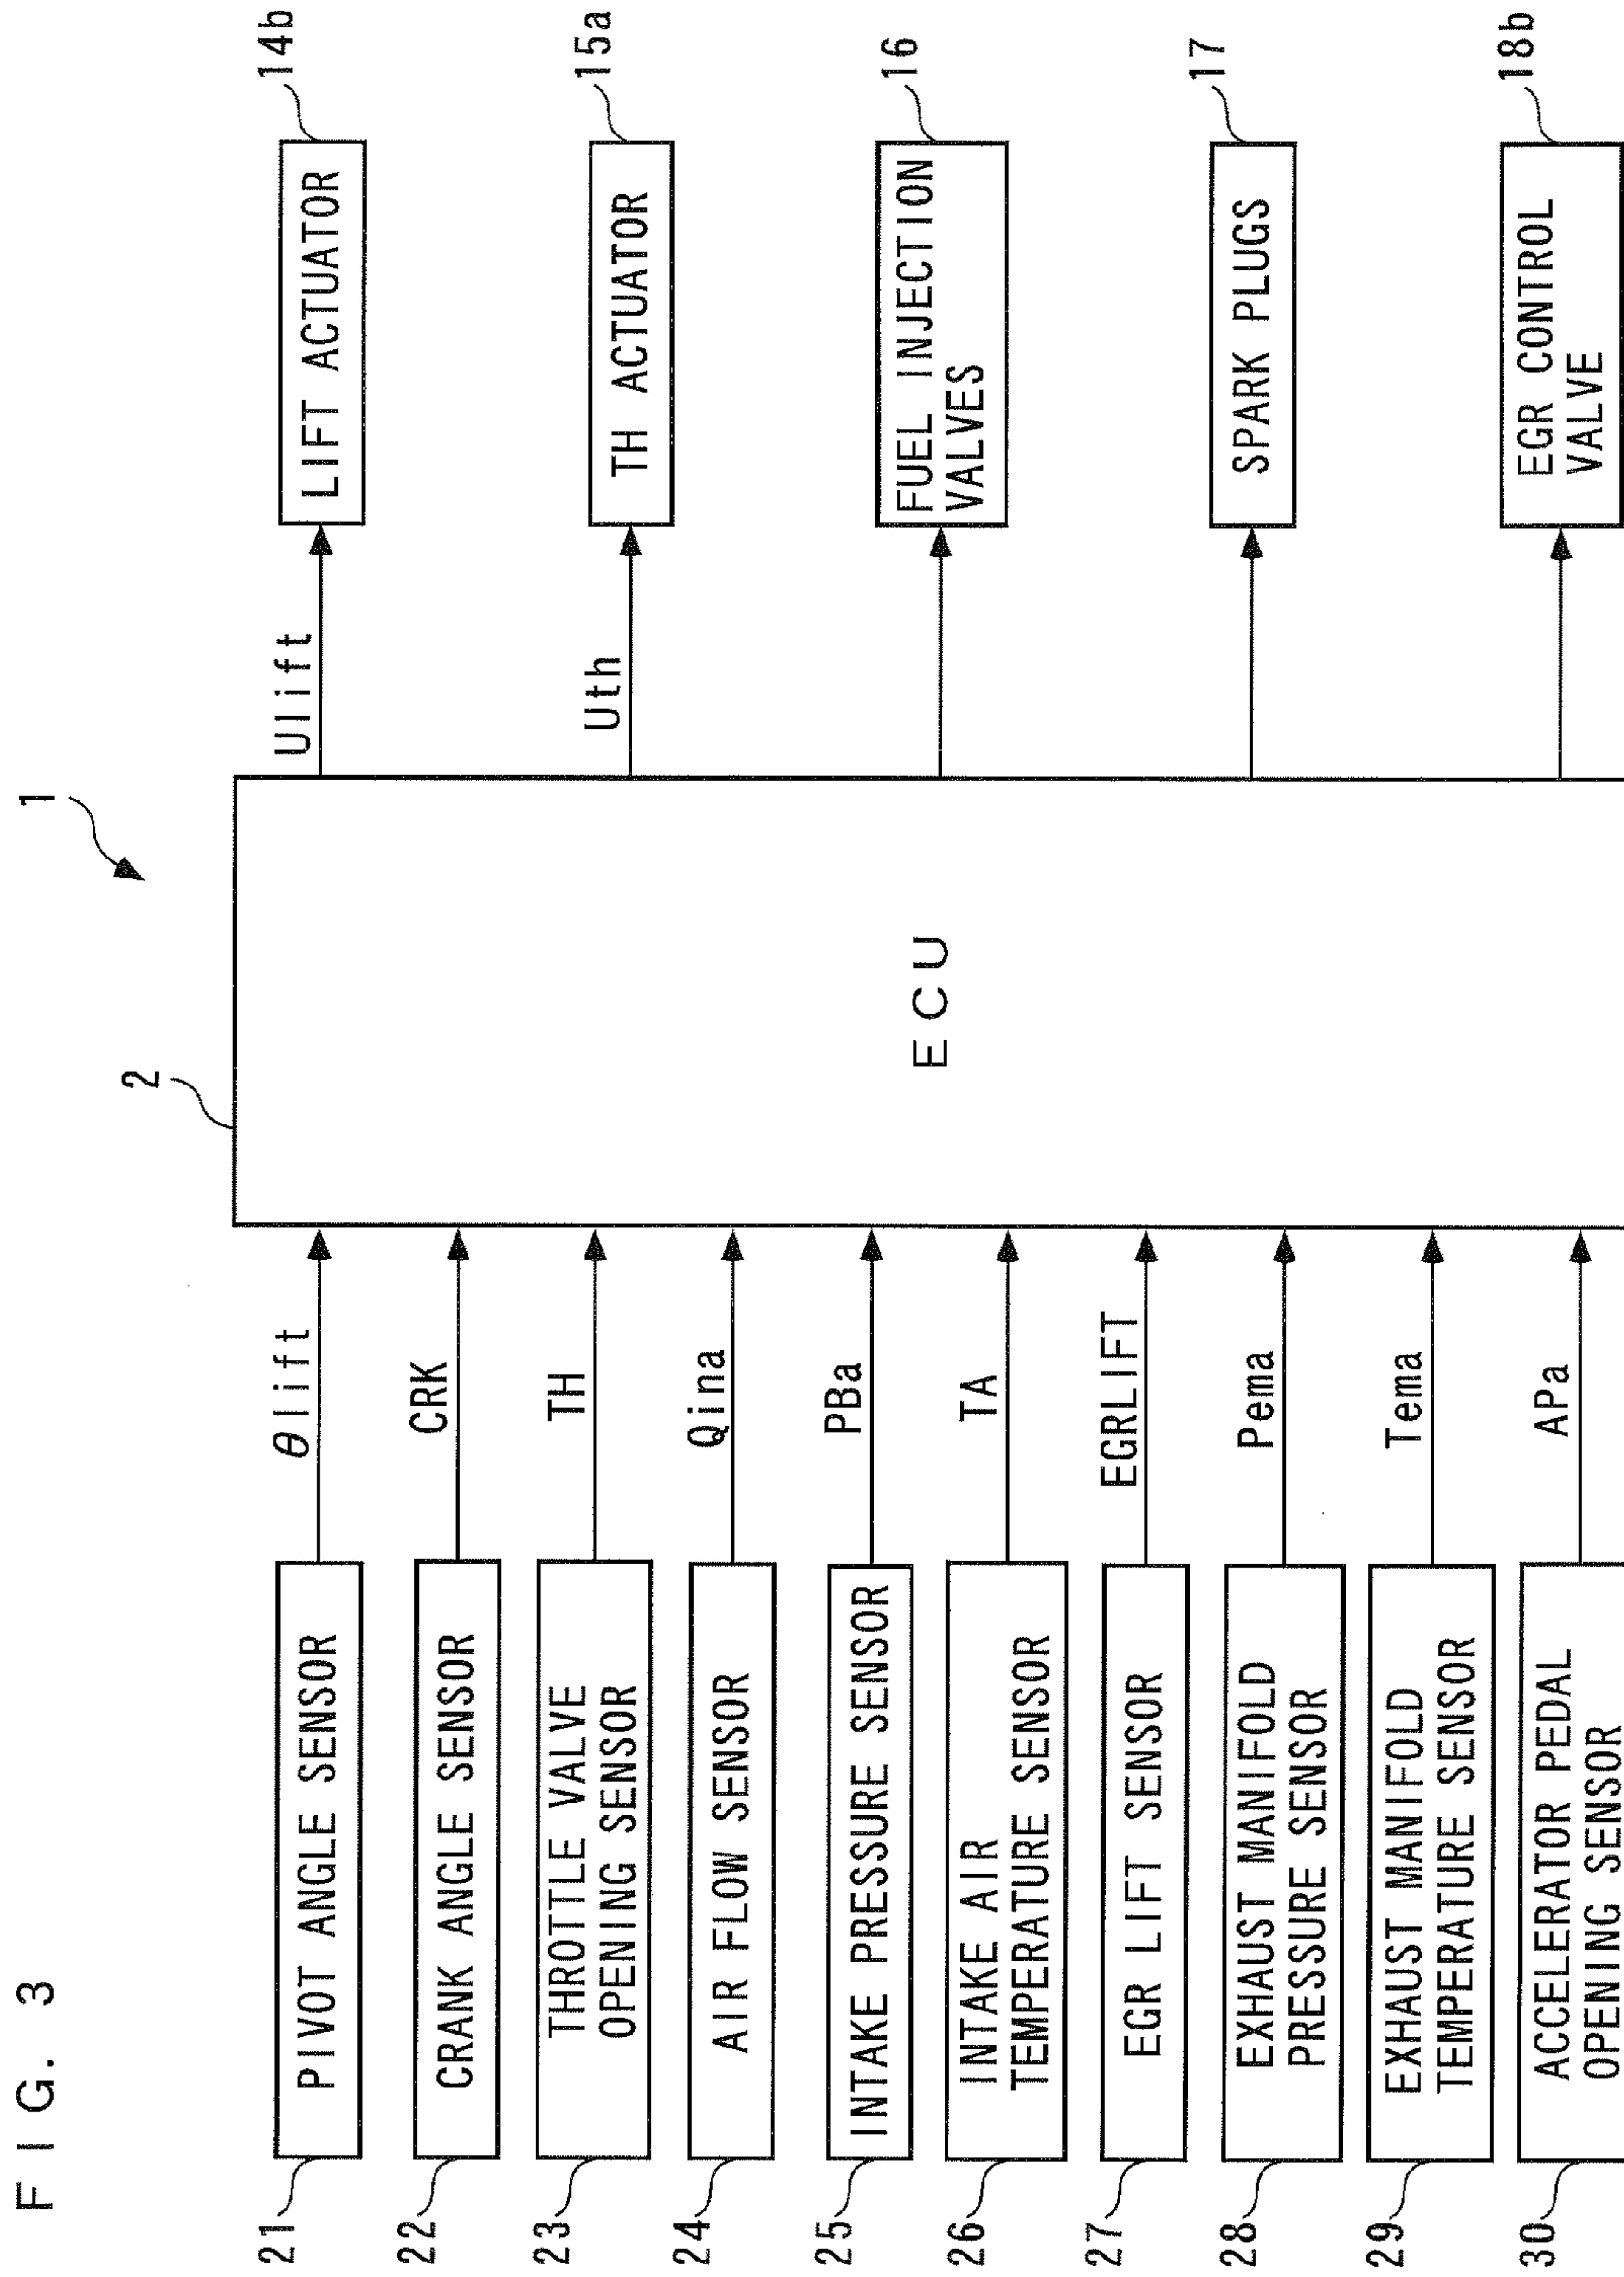 FIG. 3
1
2
ECU
21
PIVOT ANGLE SENSOR
θlift
22
CRANK ANGLE SENSOR
CRK
23
THROTTLE VALVE
OPENING SENSOR
TH
24
AIR FLOW SENSOR
Qina
25
INTAKE PRESSURE SENSOR
PBa
26
INTAKE AIR
TEMPERATURE SENSOR
TA
27
EGR LIFT SENSOR
EGRLIFT
28
EXHAUST MANIFOLD
PRESSURE SENSOR
Pema
29
EXHAUST MANIFOLD
TEMPERATURE SENSOR
Tema
30
ACCELERATOR PEDAL
OPENING SENSOR
APa
Ulift
LIFT ACTUATOR
14b
Uth
TH ACTUATOR
15a
FUEL INJECTION
VALVES
16
SPARK PLUGS
17
EGR CONTROL
VALVE
18b